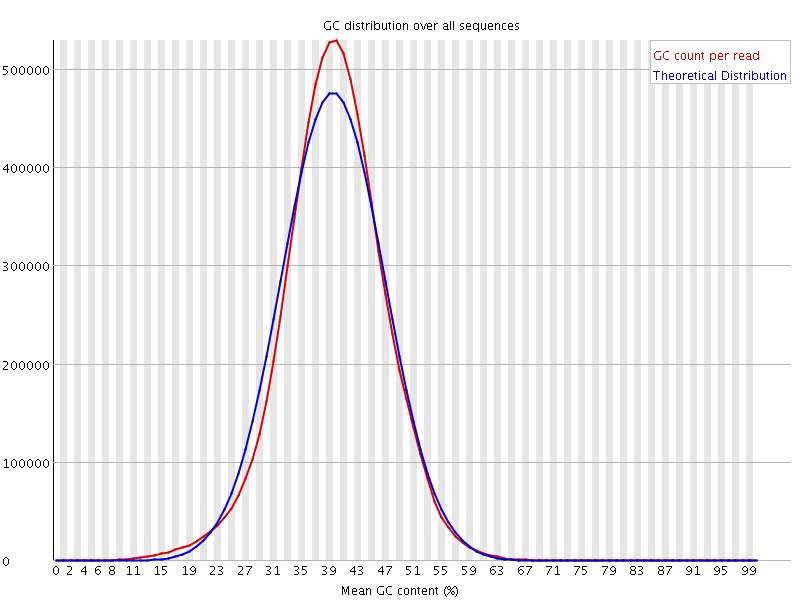 GC distribution over all sequences
GC count per read
Theoretical Distribution
500000
400000
300000
200000
100000
0
0 2 4 6 8 11 15 19 23 27 31 35 39 43 47 51 55 59 63 67 71 75 79 83 87 91 95 99
Mean GC content (%)